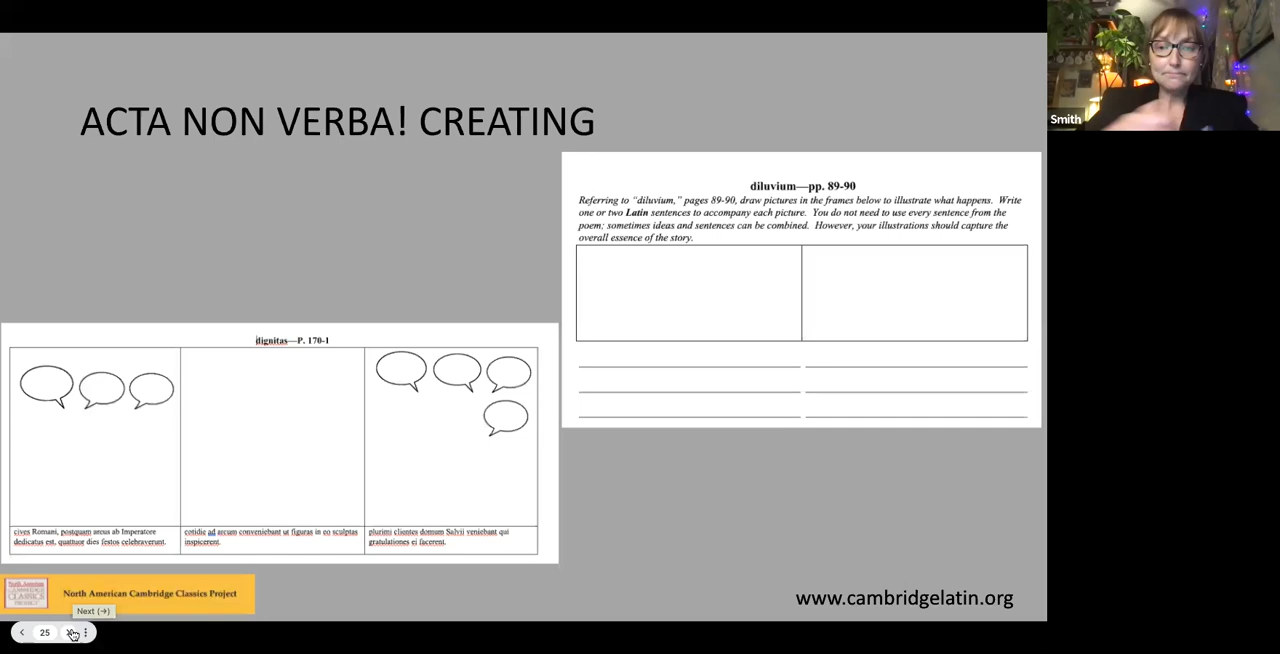 Smith
ACTA NON VERBA! CREATING
diluvium—pp. 89-90
Referring to “diluvium,” pages 89-90, draw pictures in the frames below to illustrate what happens. Write
one or two Latin sentences to accompany each picture. You do not need to use every sentence from the
poem; sometimes ideas and sentences can be combined. However, your illustrations should capture the
overall essence of the story.
dignitas—P. 170-1
cives Romani, postquam arcus ab Imperatore
dedicatus est, quattuor dies festos celebraverunt.
cotidie ad arcum conveniebant ut figuras in eo sculptas
inspicerent.
plurimi clientes domum Salvii veniebant qui
gratulationes ei facerent.
North American Cambridge Classics Project
www.cambridgelatin.org
Next (→)
25